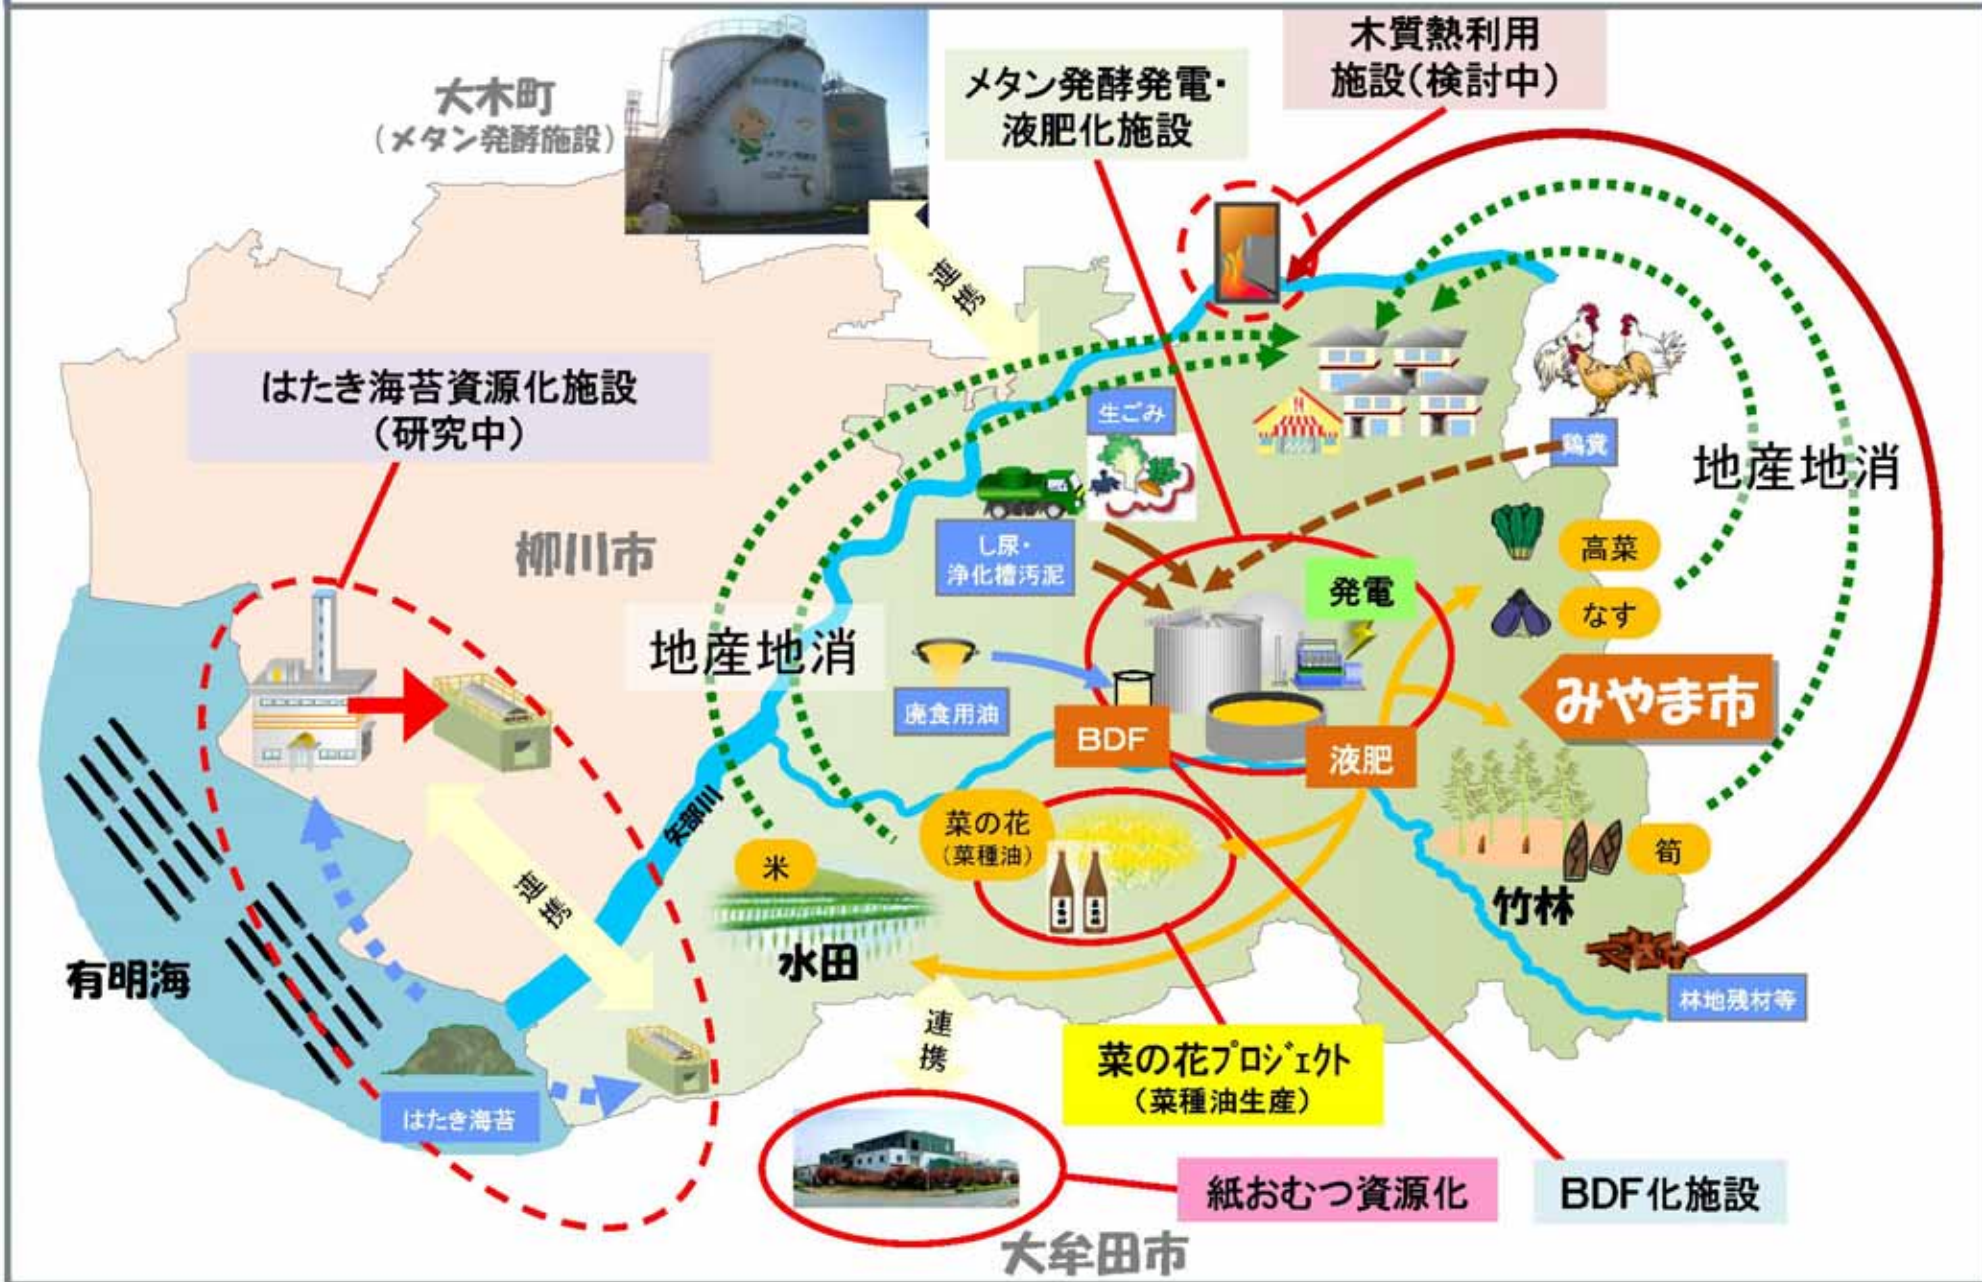 木質熱利用
施設(検討中)
メタン発酵発電・
液肥化施設
大木町
(メタン発酵施設)
連携
はたき海苔資源化施設
(研究中)
生ごみ
鶏糞
地産地消
柳川市
し尿・
浄化槽汚泥
高菜
発電
なす
地産地消
廃食用油
みやま市
BDF
液肥
矢部川
菜の花
(菜種油)
米
筍
連携
竹林
水田
有明海
林地残材等
連携
菜の花プロジェクト
(菜種油生産)
はたき海苔
紙おむつ資源化
BDF化施設
大牟田市